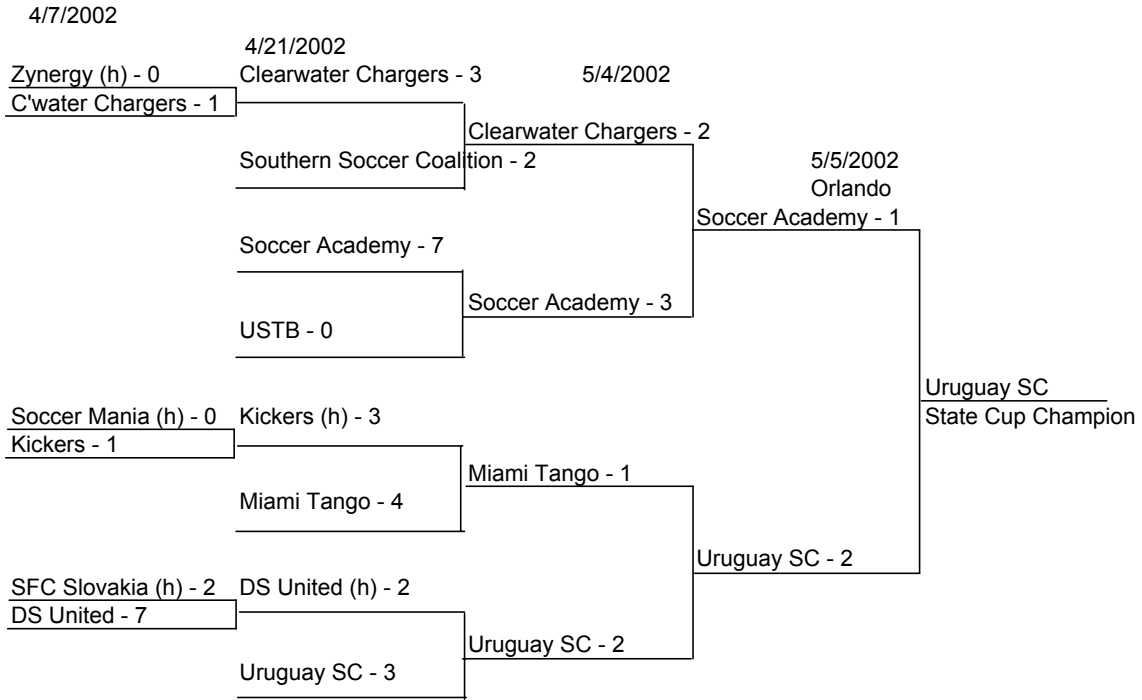 4/7/2002
4/21/2002
Zynergy (h) - 0
Clearwater Chargers - 3
5/4/2002
C'water Chargers - 1
Clearwater Chargers - 2
Southern Soccer Coalition - 2
5/5/2002
Orlando
Soccer Academy - 1
Soccer Academy - 7
Soccer Academy - 3
USTB - 0
Uruguay SC
State Cup Champion
Soccer Mania (h) - 0
Kickers (h) - 3
Kickers - 1
Miami Tango - 1
Miami Tango - 4
Uruguay SC - 2
SFC Slovakia (h) - 2
DS United (h) - 2
DS United - 7
Uruguay SC - 2
Uruguay SC - 3